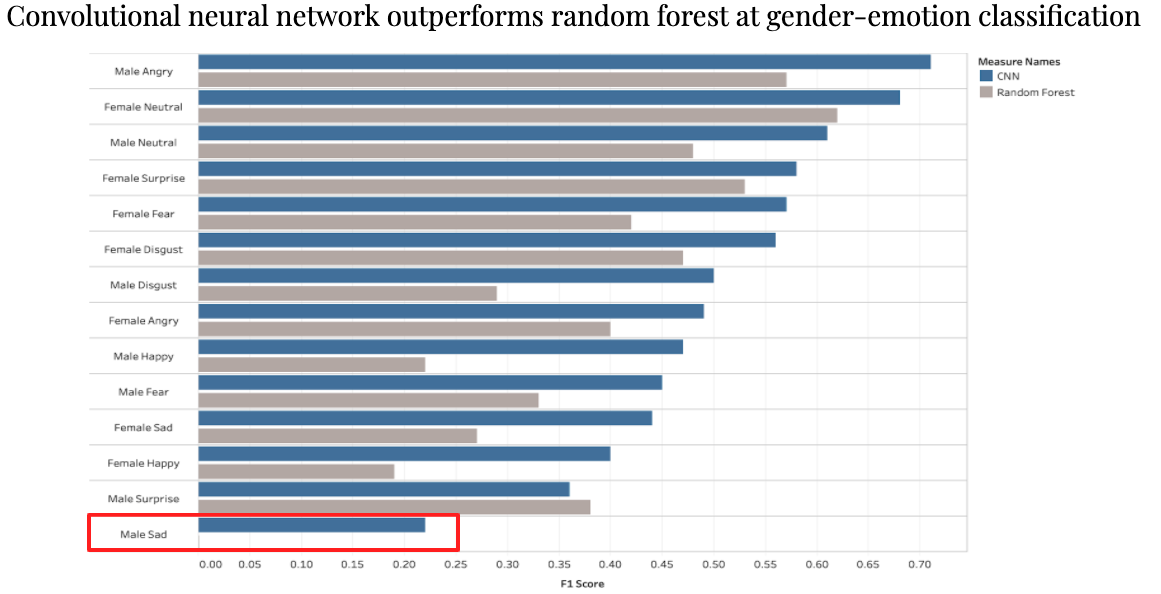 Convolutional neural network outperforms random forest at gender-emotion classification
Measure Names
CNN
Random Forest
Male Angry
Female Neutral
Male Neutral
Female Surprise
Female Fear
Female Disgust
Male Disgust
Female Angry
Male Happy
Male Fear
Female Sad
Female Happy
Male Surprise
Male Sad
0.00 0.05 0.10 0.15 0.20 0.25 0.30 0.35 0.40 0.45 0.50 0.55 0.60 0.65 0.70
F1 Score